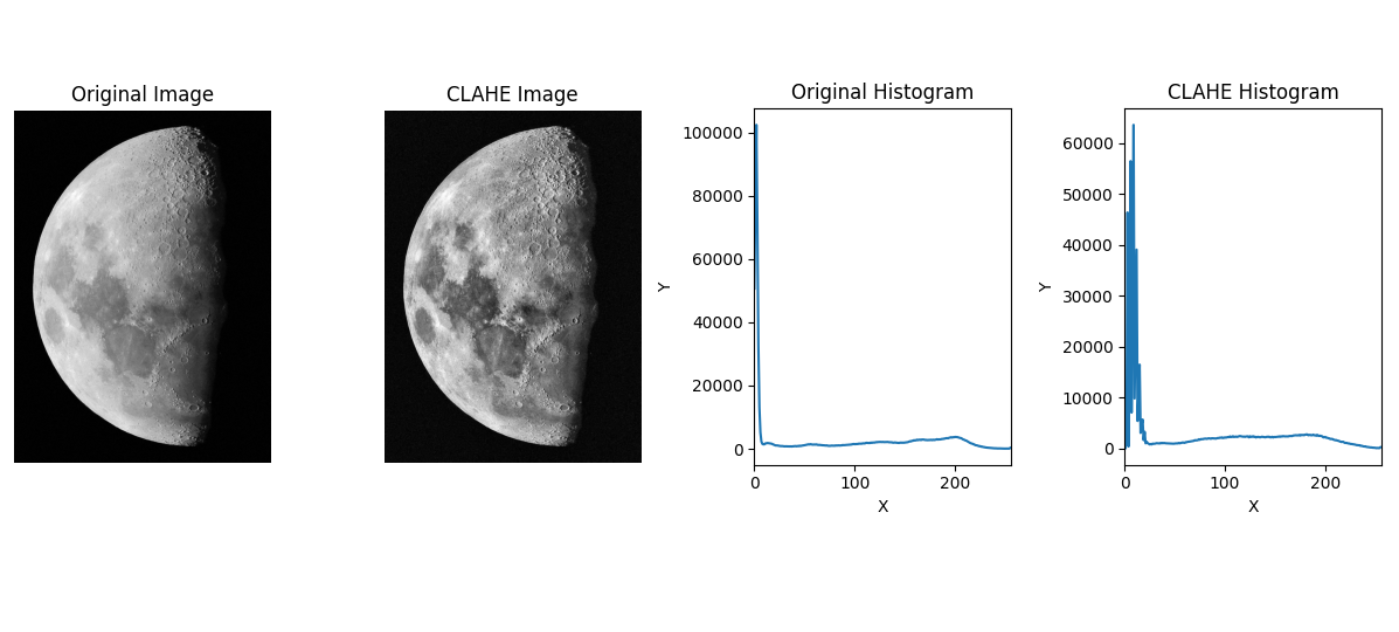 Original Image
CLAHE Image
Original Histogram
CLAHE Histogram
100000
80000
60000
40000
20000
0
Y
0 100 200
X
60000
50000
40000
30000
20000
10000
0
Y
0 100 200
X